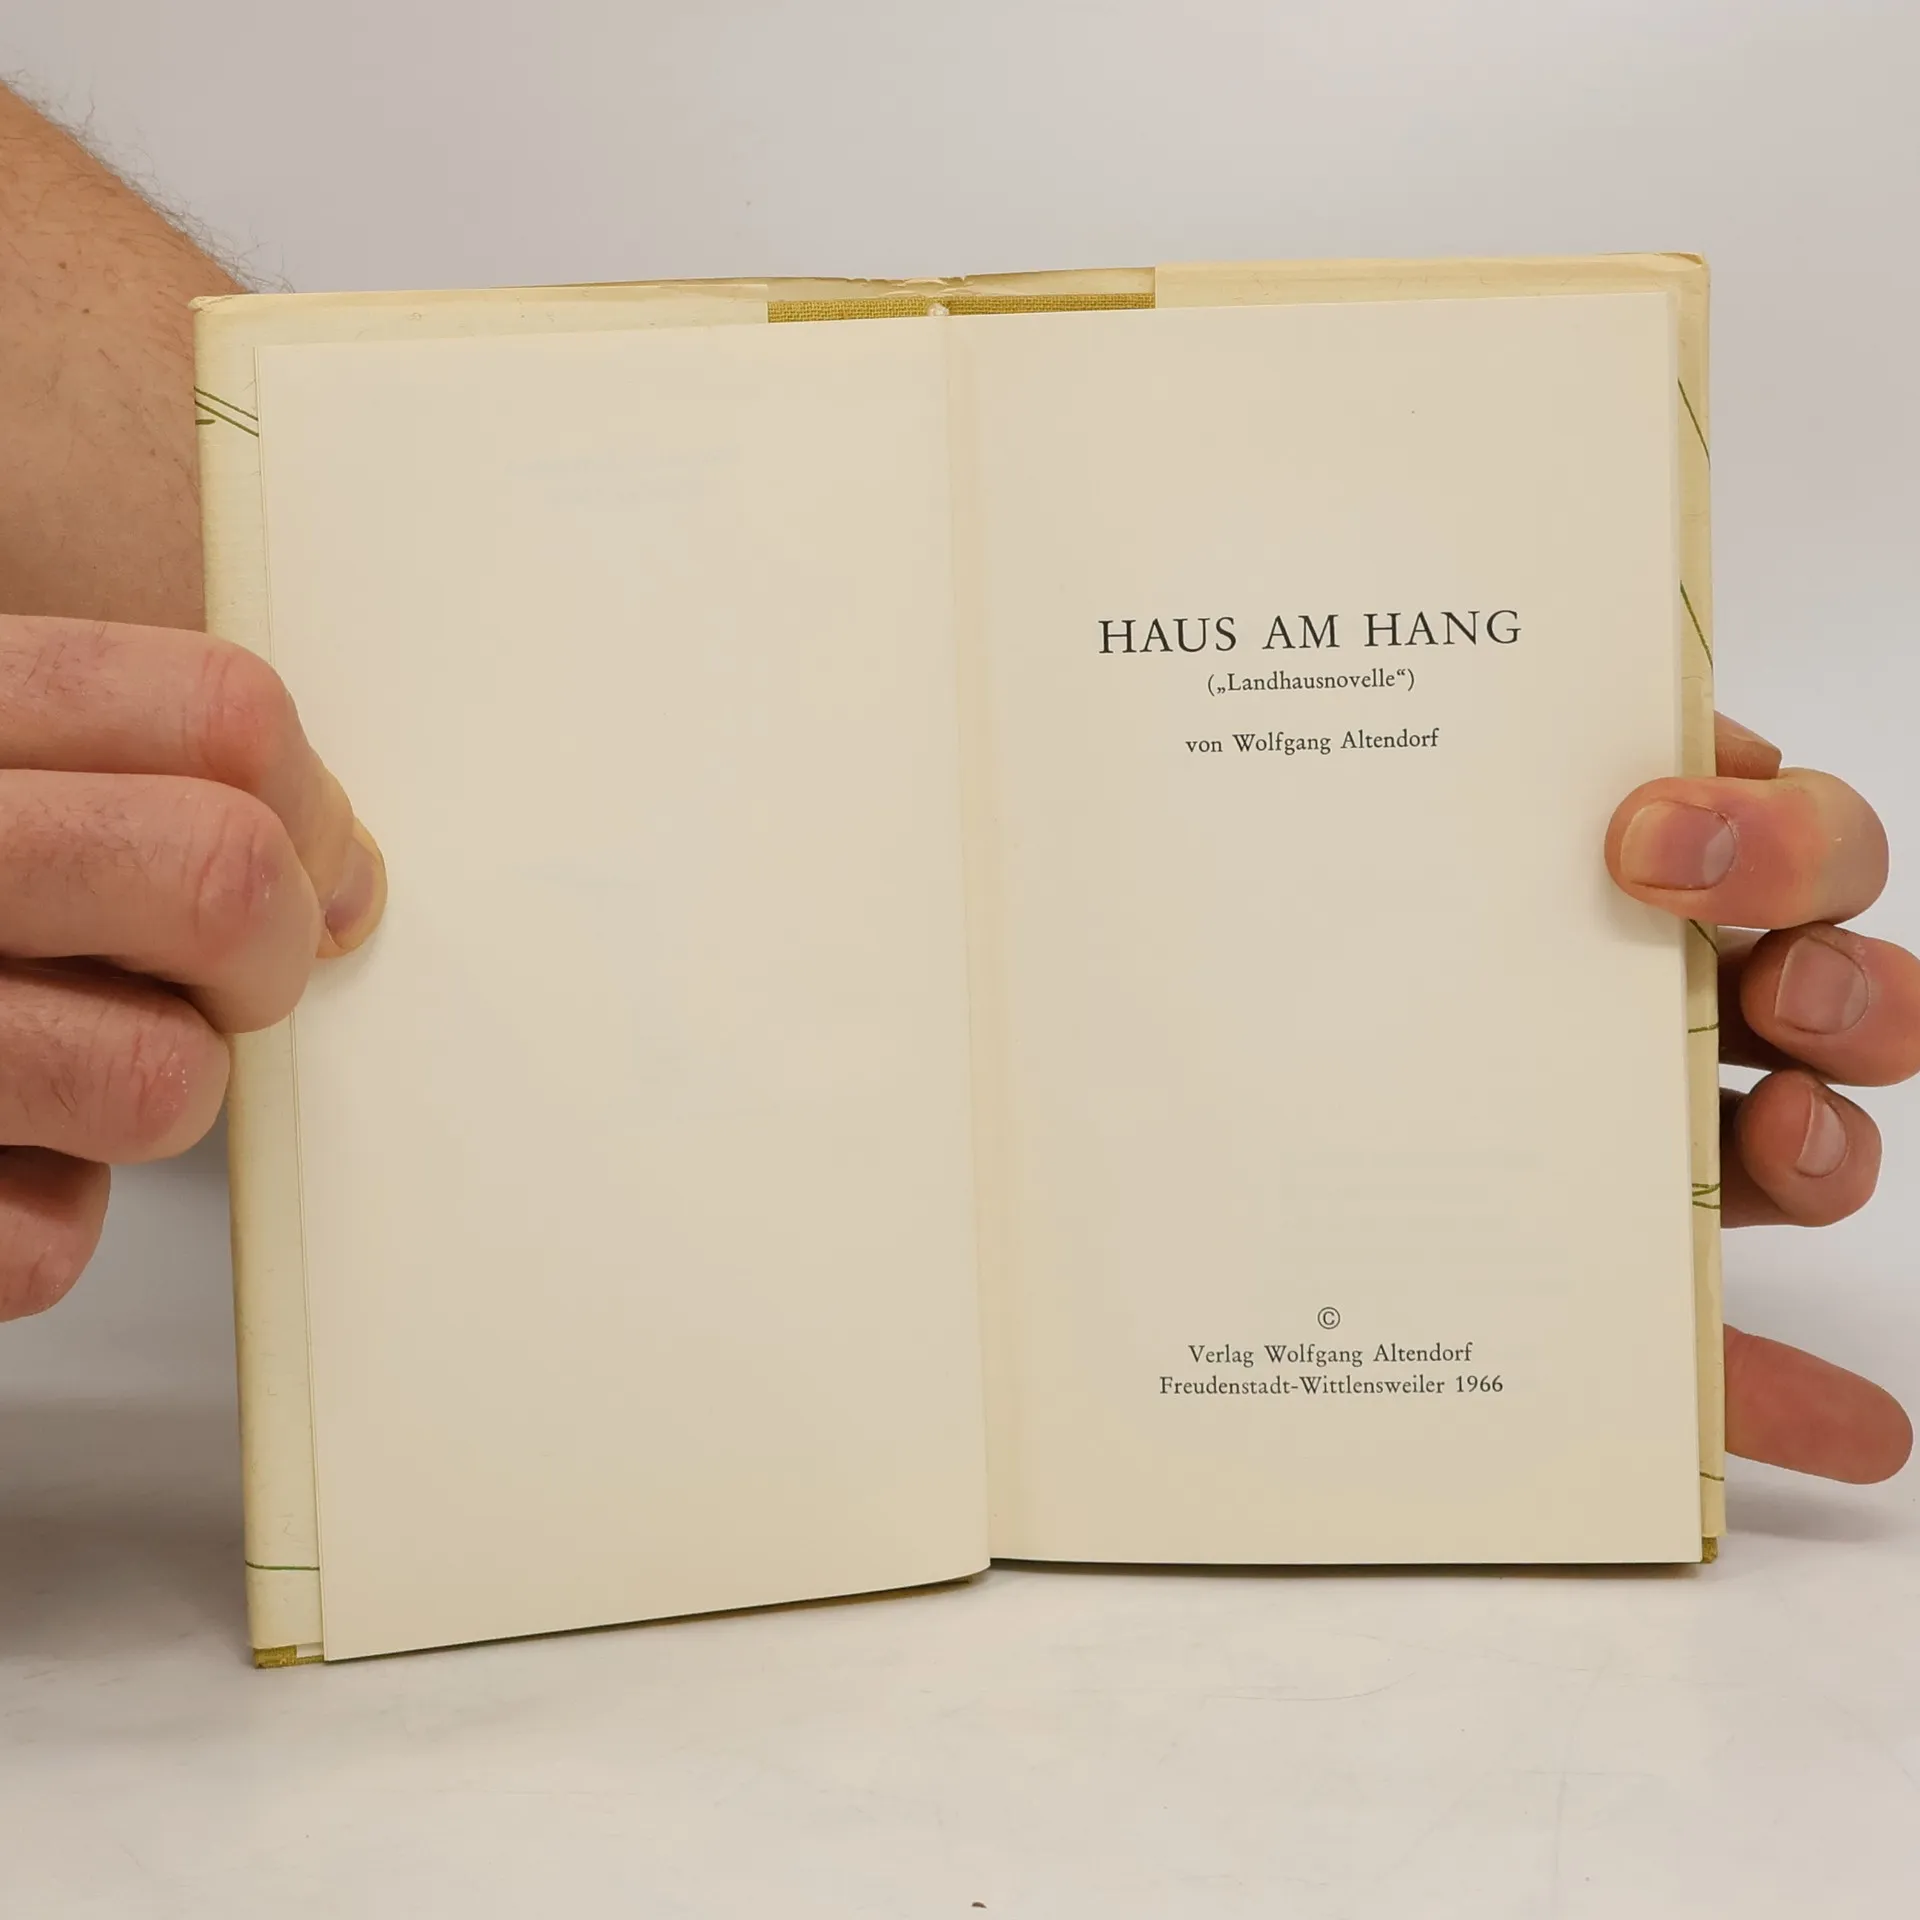 HAUS AM HANG
(„Landhausnovelle“)
von Wolfgang Altendorf
©
Verlag Wolfgang Altendorf
Freudenstadt-Wittlensweiler 1966